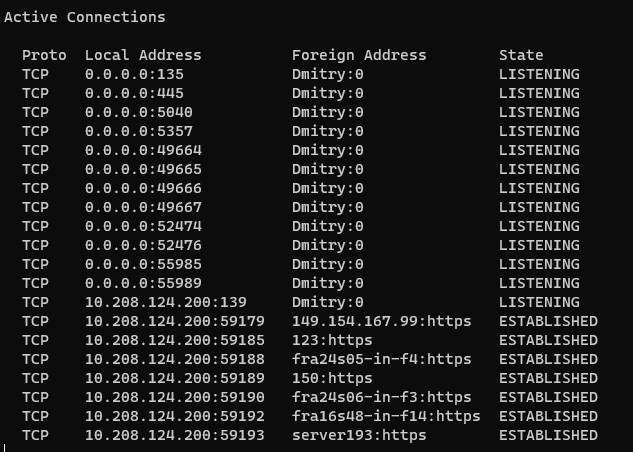 Active Connections
Proto Local Address Foreign Address State
TCP 0.0.0.0:135 Dmitry:0 LISTENING
TCP 0.0.0.0:445 Dmitry:0 LISTENING
TCP 0.0.0.0:5040 Dmitry:0 LISTENING
TCP 0.0.0.0:5357 Dmitry:0 LISTENING
TCP 0.0.0.0:49664 Dmitry:0 LISTENING
TCP 0.0.0.0:49665 Dmitry:0 LISTENING
TCP 0.0.0.0:49666 Dmitry:0 LISTENING
TCP 0.0.0.0:49667 Dmitry:0 LISTENING
TCP 0.0.0.0:52474 Dmitry:0 LISTENING
TCP 0.0.0.0:52476 Dmitry:0 LISTENING
TCP 0.0.0.0:55985 Dmitry:0 LISTENING
TCP 0.0.0.0:55989 Dmitry:0 LISTENING
TCP 10.208.124.200:139 Dmitry:0 LISTENING
TCP 10.208.124.200:59179 149.154.167.99:https ESTABLISHED
TCP 10.208.124.200:59185 123:https ESTABLISHED
TCP 10.208.124.200:59188 fra24s05-in-f4:https ESTABLISHED
TCP 10.208.124.200:59189 150:https ESTABLISHED
TCP 10.208.124.200:59190 fra24s06-in-f3:https ESTABLISHED
TCP 10.208.124.200:59192 fra16s48-in-f14:https ESTABLISHED
TCP 10.208.124.200:59193 server193:https ESTABLISHED